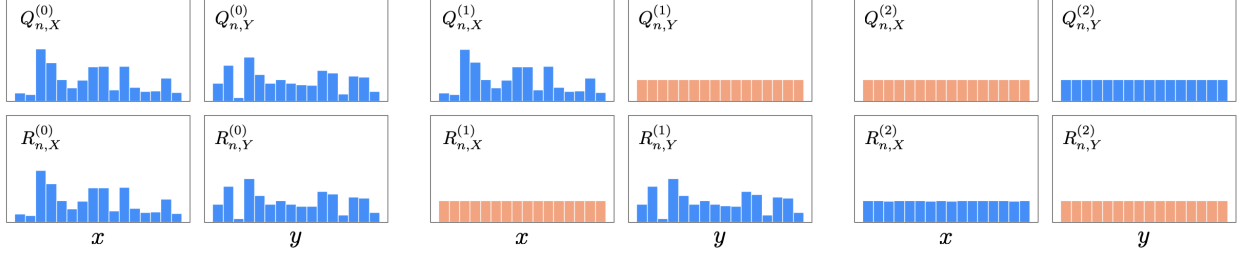 $Q_{n,X}^{(0)}$ $Q_{n,Y}^{(0)}$ $Q_{n,X}^{(1)}$ $Q_{n,Y}^{(1)}$ $Q_{n,X}^{(2)}$ $Q_{n,Y}^{(2)}$
$R_{n,X}^{(0)}$ $R_{n,Y}^{(0)}$ $R_{n,X}^{(1)}$ $R_{n,Y}^{(1)}$ $R_{n,X}^{(2)}$ $R_{n,Y}^{(2)}$
x y x y x y